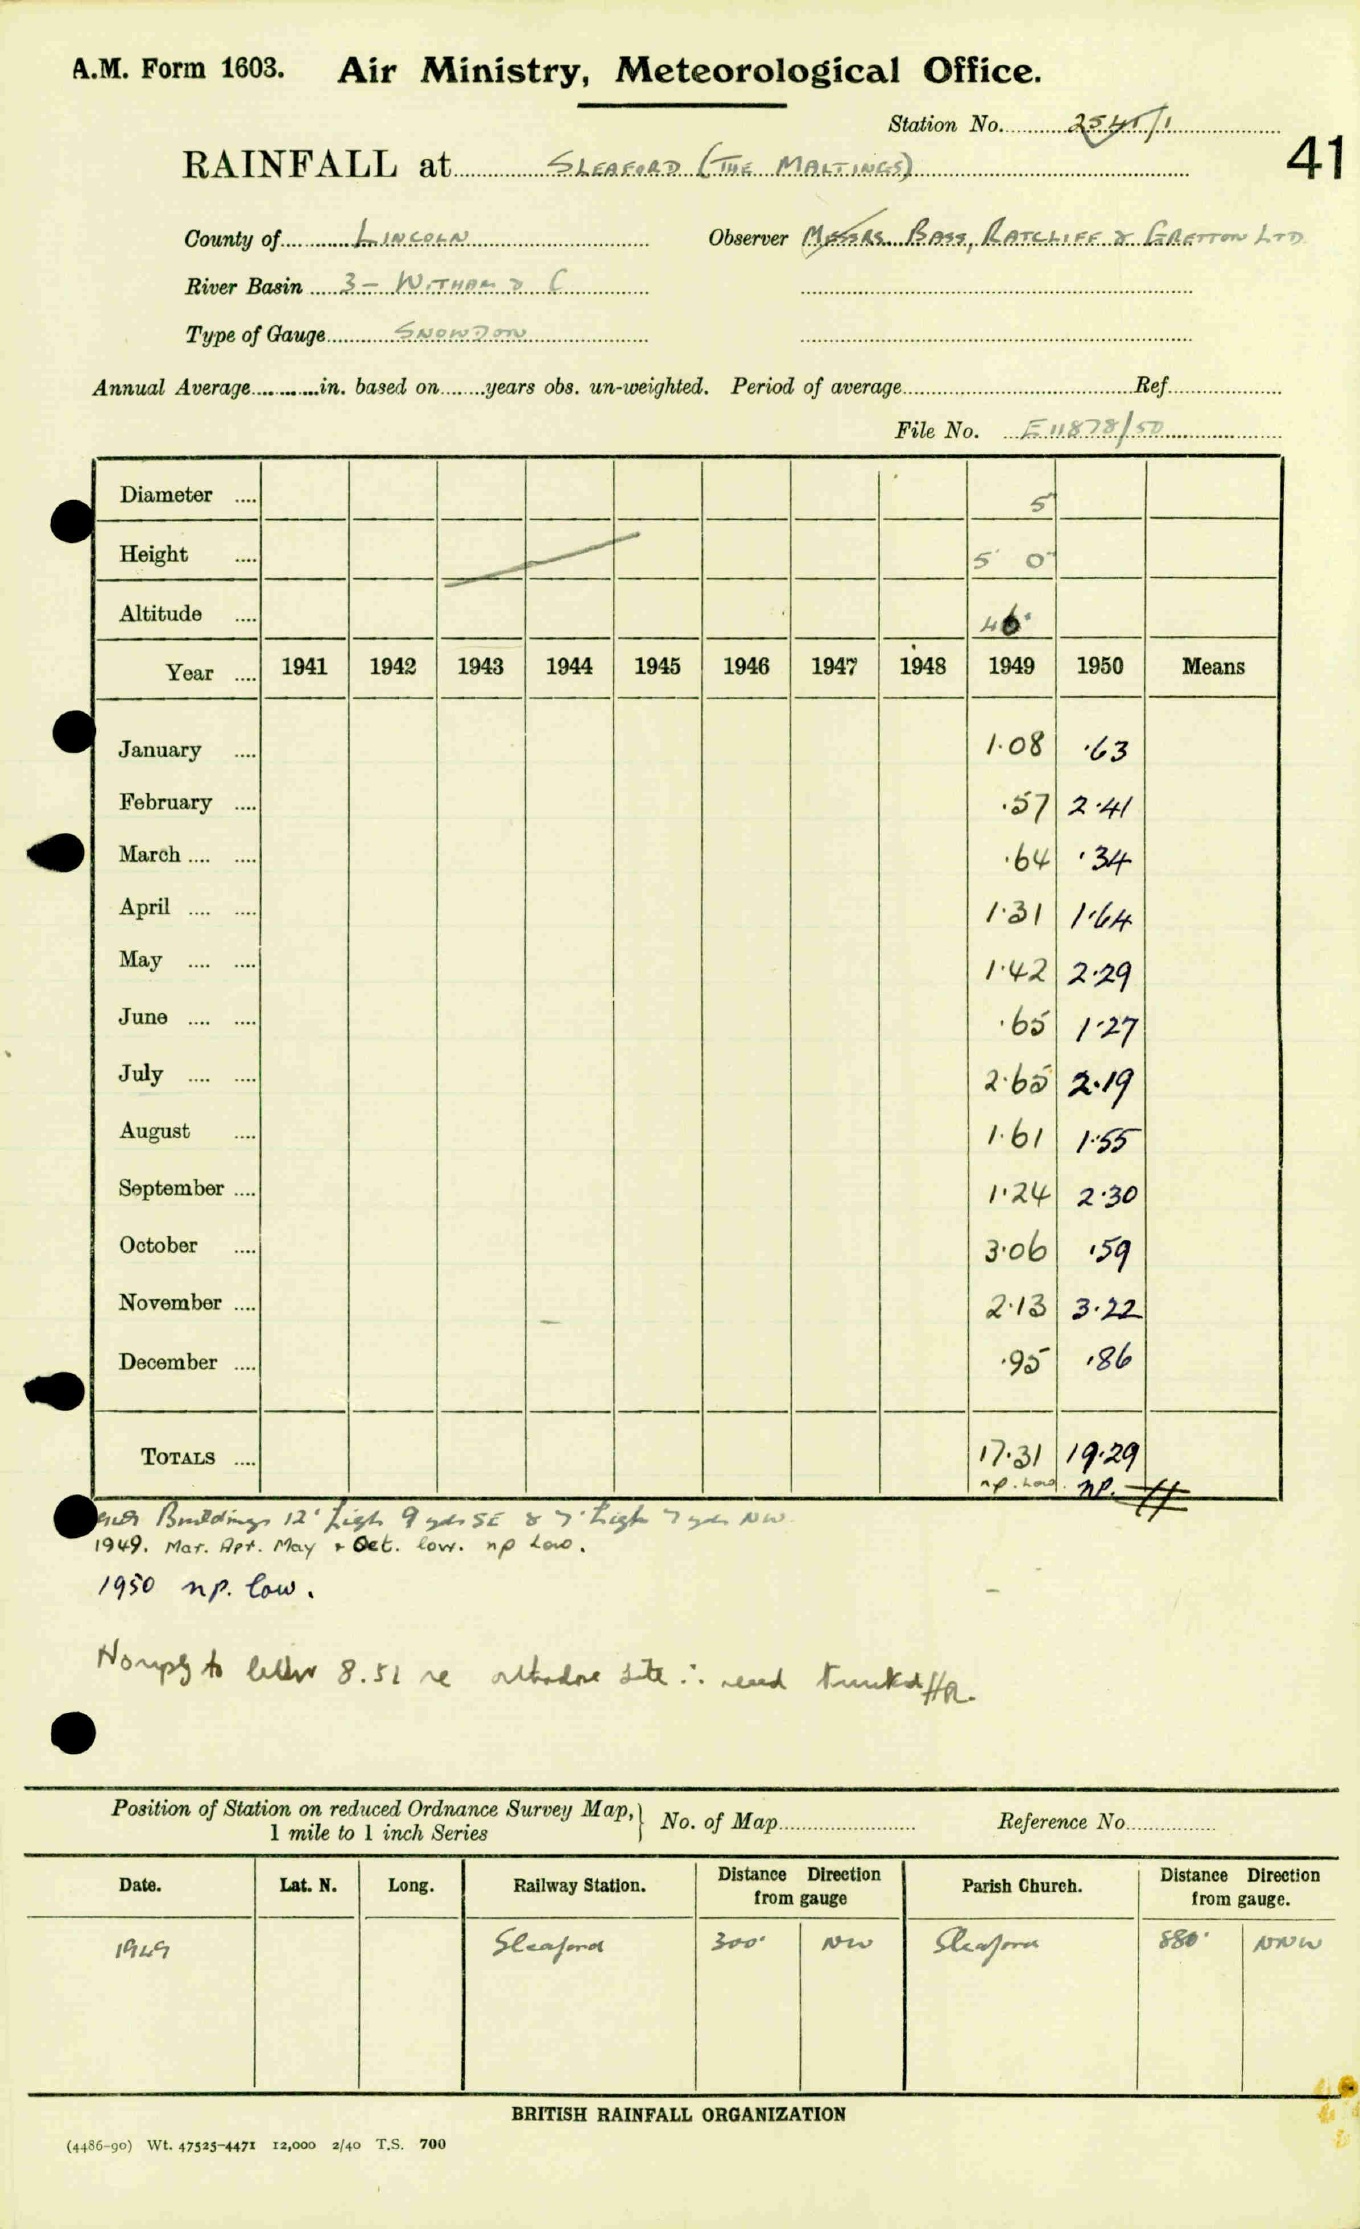 A.M. Form 1603. Air Ministry, Meteorological Office.
Station No. 2541/1
41
RAINFALL at SLEAFORD (THE MALTINGS)
County of LINCOLN Observer MESSRS. BASS, RATCLIFF & GRETTON LTD
River Basin 3 - WITHAM & C
Type of Gauge SNOWDON
Annual Average in. based on years obs. un-weighted. Period of average Ref
File No. E 11878/50
Diameter .... 5"
Height .... 5' 0"
Altitude .... 46'
Year .... 1941 1942 1943 1944 1945 1946 1947 1948 1949 1950 Means
January .... 1.08 .63
February .... .57 2.41
March .... .... .64 .34
April .... .... 1.31 1.64
May .... .... 1.42 2.29
June .... .... .65 1.27
July .... .... 2.65 2.19
August .... 1.61 1.55
September .... 1.24 2.30
October .... 3.06 .59
November .... 2.13 3.22
December .... .95 .86
TOTALS .... 17.31 19.29
np. Low. np.
Buildings 12' high 9 yds SE & 7' high 7 yds NW.
1949. Mar. Apr. May + Oct. low. np Low.
1950 np. low.
No reply to letter 8.51 re site ∴
Position of Station on reduced Ordnance Survey Map, } No. of Map Reference No.
1 mile to 1 inch Series
Date. Lat. N. Long. Railway Station. Distance Direction from gauge Parish Church. Distance Direction from gauge.
1949 Sleaford 300' NW Sleaford 880' NNW
BRITISH RAINFALL ORGANIZATION
(4486-90) Wt. 47525-4471 12,000 2/40 T.S. 700